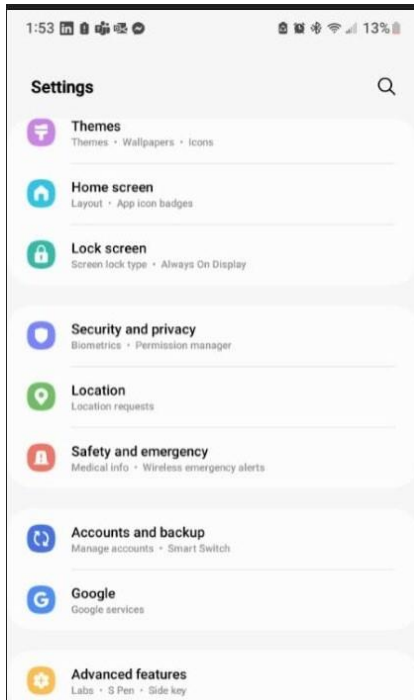 1:53 13%
Settings
Themes
Themes • Wallpapers • Icons
Home screen
Layout • App icon badges
Lock screen
Screen lock type • Always On Display
Security and privacy
Biometrics • Permission manager
Location
Location requests
Safety and emergency
Medical info • Wireless emergency alerts
Accounts and backup
Manage accounts • Smart Switch
Google
Google services
Advanced features
Labs • S Pen • Side key